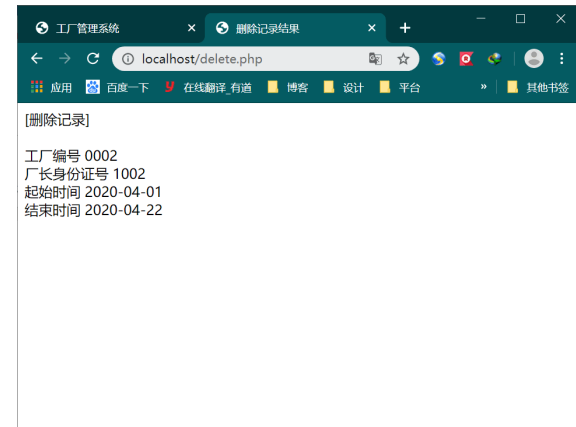 工厂管理系统
删除记录结果
localhost/delete.php
应用
百度一下
在线翻译_有道
博客
设计
平台
»
其他书签
[删除记录]
工厂编号 0002
厂长身份证号 1002
起始时间 2020-04-01
结束时间 2020-04-22